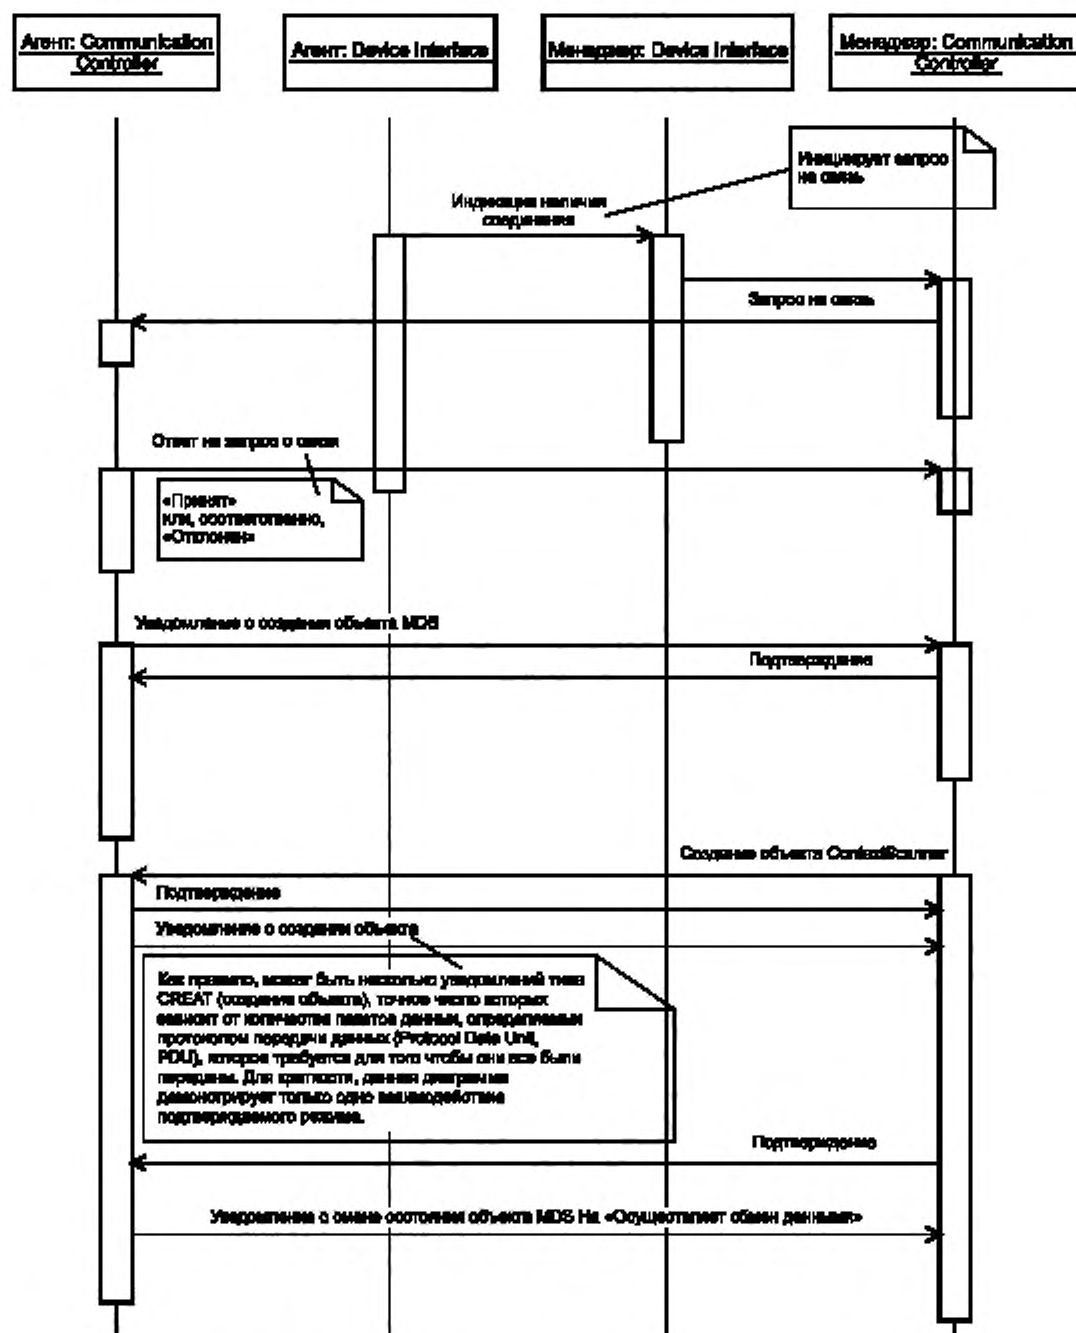 Агент: Communication
Controller
Агент: Device Interface
Менеджер: Device Interface
Менеджер: Communication
Controller
Инициирует запрос
на связь
Индикация наличия
соединения
Запрос на связь
Ответ на запрос о связи
«Принят»
или, соответственно,
«Отклонен»
Уведомление о создания объекта MDS
Подтверждение
Создание объекта ContextScanner
Подтверждение
Уведомление о создании объекта
Как правило, может быть несколько уведомлений типа
CREAT (создание объекта), точное число которых
зависит от количества пакетов данных, определяемых
протоколом передачи данных (Protocol Data Unit,
PDU), которое требуется для того чтобы они все были
переданы. Для краткости, данная диаграмма
демонстрирует только одно взаимодействие
подтверждаемого режима.
Подтверждение
Уведомление о смене состояния объекта MDS На «Осуществляет обмен данными»